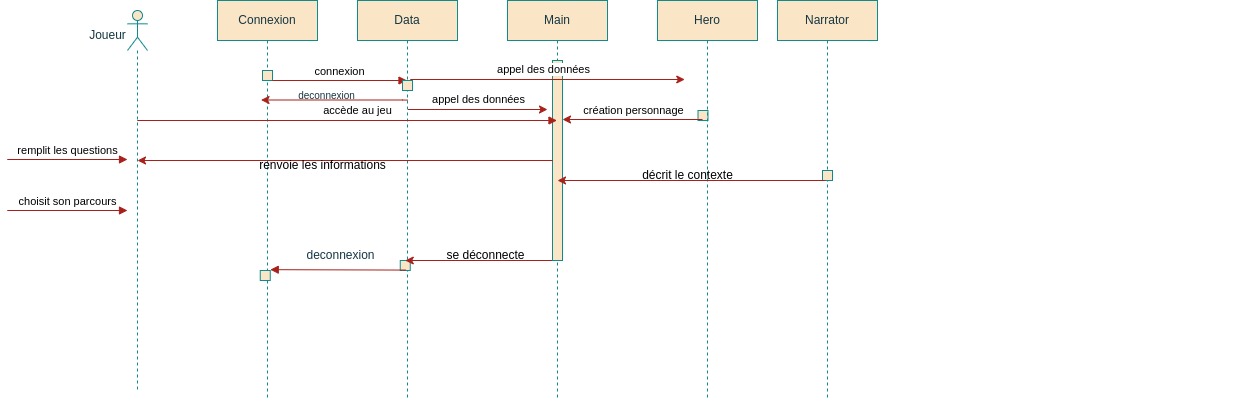 Connexion
Data
Main
Hero
Narrator
Joueur
connexion
appel des données
deconnexion
appel des données
accède au jeu
création personnage
remplit les questions
renvoie les informations
décrit le contexte
choisit son parcours
deconnexion
se déconnecte